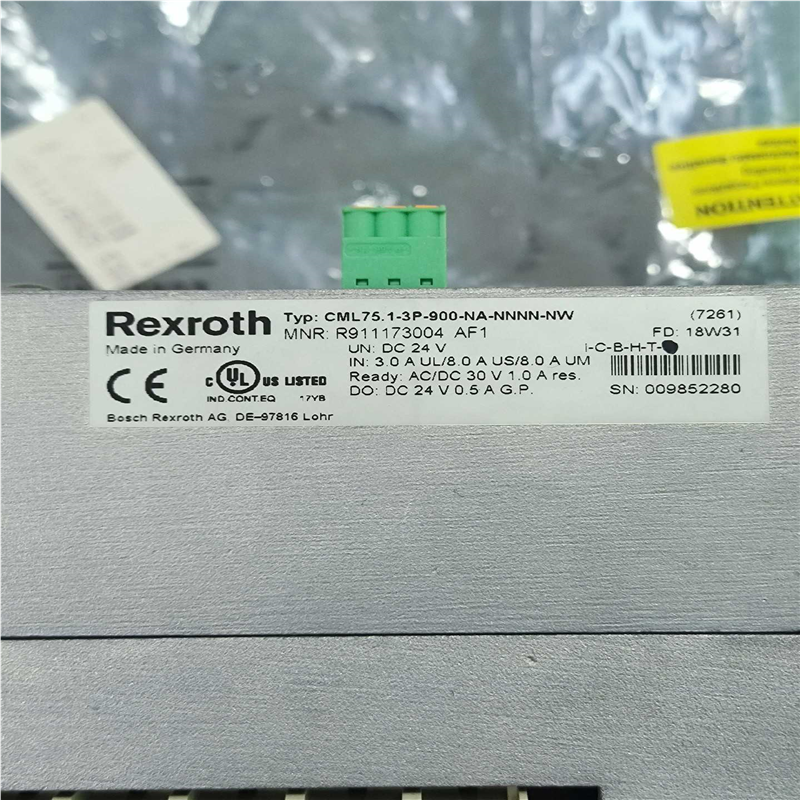 ATTENTION
Rexroth
Made in Germany
Typ: CML75.1-3P-900-NA-NNNN-NW (7261)
MNR: R911173004 AF1 FD: 18W31
UN: DC 24 V I-C-B-H-T-
IN: 3.0 A UL/8.0 A US/8.0 A UM
Ready: AC/DC 30 V 1.0 A res.
DO: DC 24 V 0.5 A G.P. SN: 009852280
CE
C UL US LISTED
IND.CONT.EQ 17YB
Bosch Rexroth AG DE-97816 Lohr